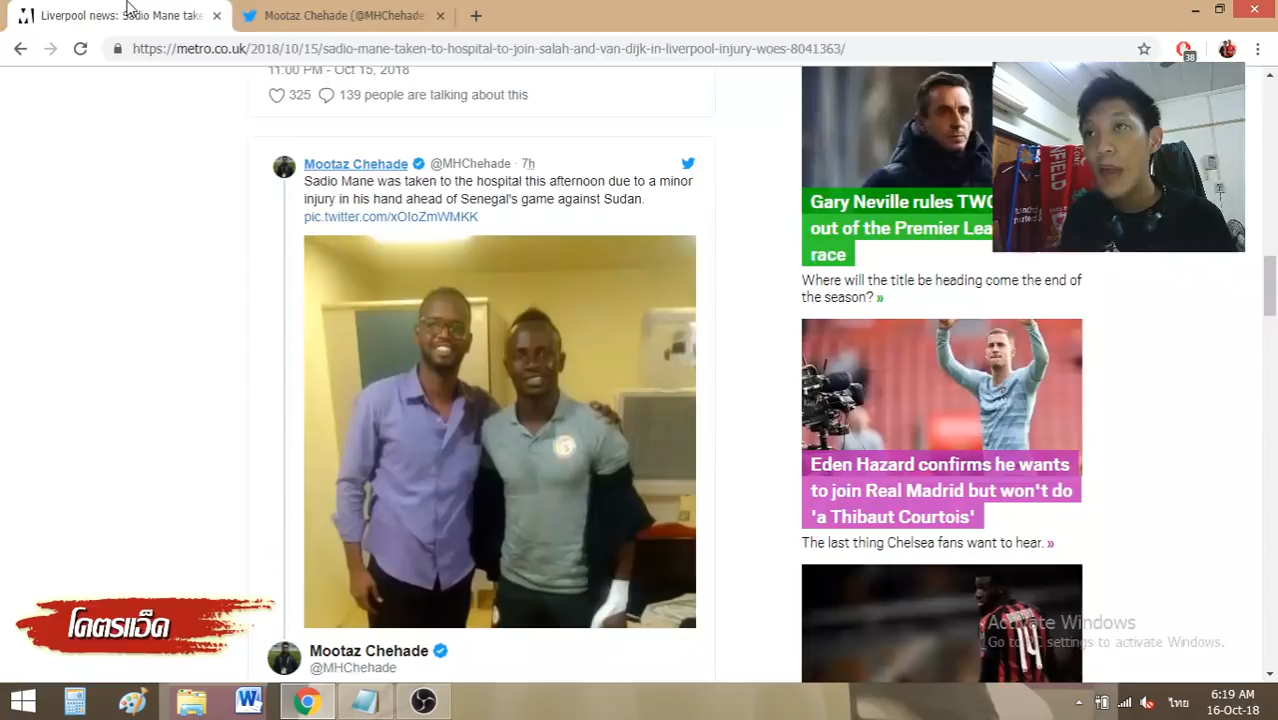 Liverpool news: Sadio Mane take
Mootaz Chehade (@MHChehade
https://metro.co.uk/2018/10/15/sadio-mane-taken-to-hospital-to-join-salah-and-van-dijk-in-liverpool-injury-woes-8041363/
38
11:00 PM - Oct 15, 2018
325
139 people are talking about this
Mootaz Chehade @MHChehade · 7h
Sadio Mane was taken to the hospital this afternoon due to a minor
injury in his hand ahead of Senegal's game against Sudan.
pic.twitter.com/xOIoZmWMKK
Mootaz Chehade
@MHChehade
Gary Neville rules TWO
out of the Premier Lea
race
Where will the title be heading come the end of
the season? »
Eden Hazard confirms he wants
to join Real Madrid but won't do
'a Thibaut Courtois'
The last thing Chelsea fans want to hear. »
Activate Windows
Go to PC settings to activate Windows.
โคตรแอ็ด
ไทย
6:19 AM
16-Oct-18